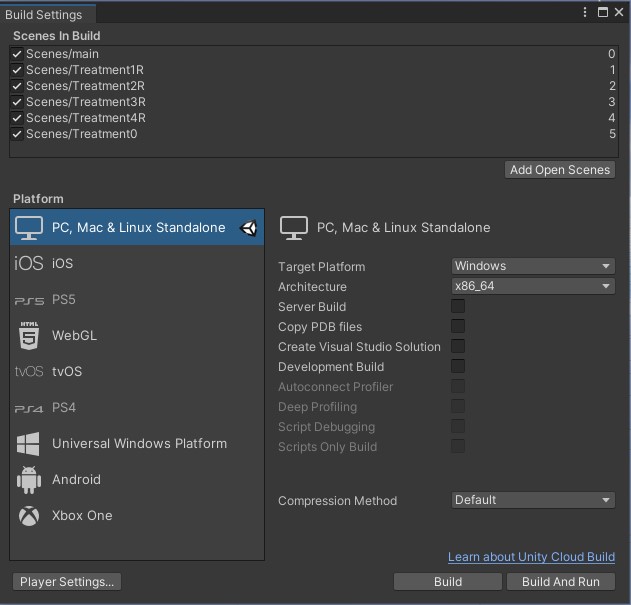 Build Settings
Scenes In Build
Scenes/main 0
Scenes/Treatment1R 1
Scenes/Treatment2R 2
Scenes/Treatment3R 3
Scenes/Treatment4R 4
Scenes/Treatment0 5
Add Open Scenes
Platform
PC, Mac & Linux Standalone
iOS iOS
PS5 PS5
HTML 5 WebGL
tvOS tvOS
PS4 PS4
Universal Windows Platform
Android
Xbox One
PC, Mac & Linux Standalone
Target Platform Windows
Architecture x86_64
Server Build
Copy PDB files
Create Visual Studio Solution
Development Build
Autoconnect Profiler
Deep Profiling
Script Debugging
Scripts Only Build
Compression Method Default
Learn about Unity Cloud Build
Player Settings... Build Build And Run